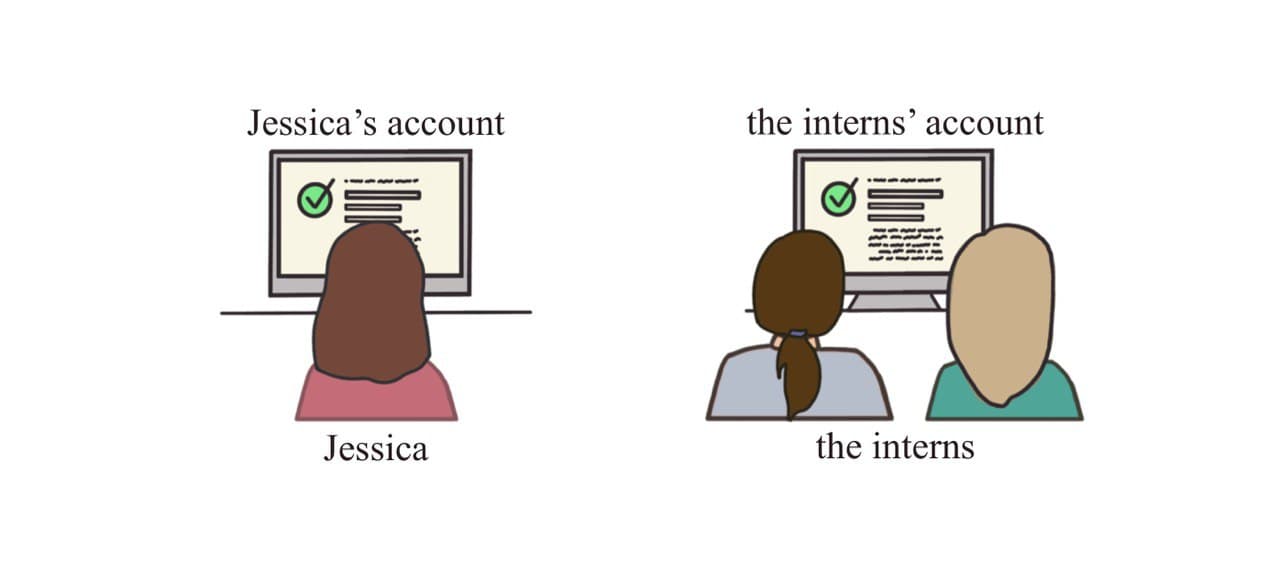 Jessica’s account
the interns’ account
Jessica
the interns